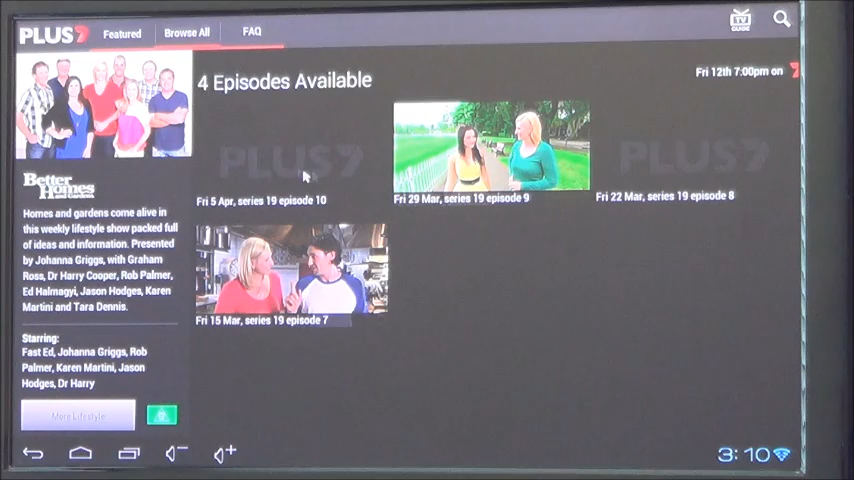 PLUS7
Featured
Browse All
FAQ
TV
GUIDE
4 Episodes Available
Fri 12th 7:00pm on 7
PLUS7
PLUS7
Fri 5 Apr, series 19 episode 10
Fri 29 Mar, series 19 episode 9
Fri 22 Mar, series 19 episode 8
Fri 15 Mar, series 19 episode 7
Better
Homes
and Gardens
Homes and gardens come alive in
this weekly lifestyle show packed full
of ideas and information. Presented
by Johanna Griggs, with Graham
Ross, Dr Harry Cooper, Rob Palmer,
Ed Halmagyi, Jason Hodges, Karen
Martini and Tara Dennis.
Starring:
Fast Ed, Johanna Griggs, Rob
Palmer, Karen Martini, Jason
Hodges, Dr Harry
More Lifestyle...
3:10